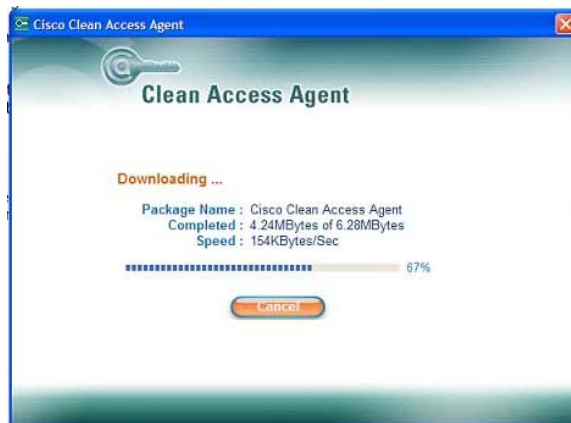 Cisco Clean Access Agent
Clean Access Agent
Downloading ...
Package Name : Cisco Clean Access Agent
Completed : 4.24MBytes of 6.28MBytes
Speed : 154KBytes/Sec
67%
Cancel